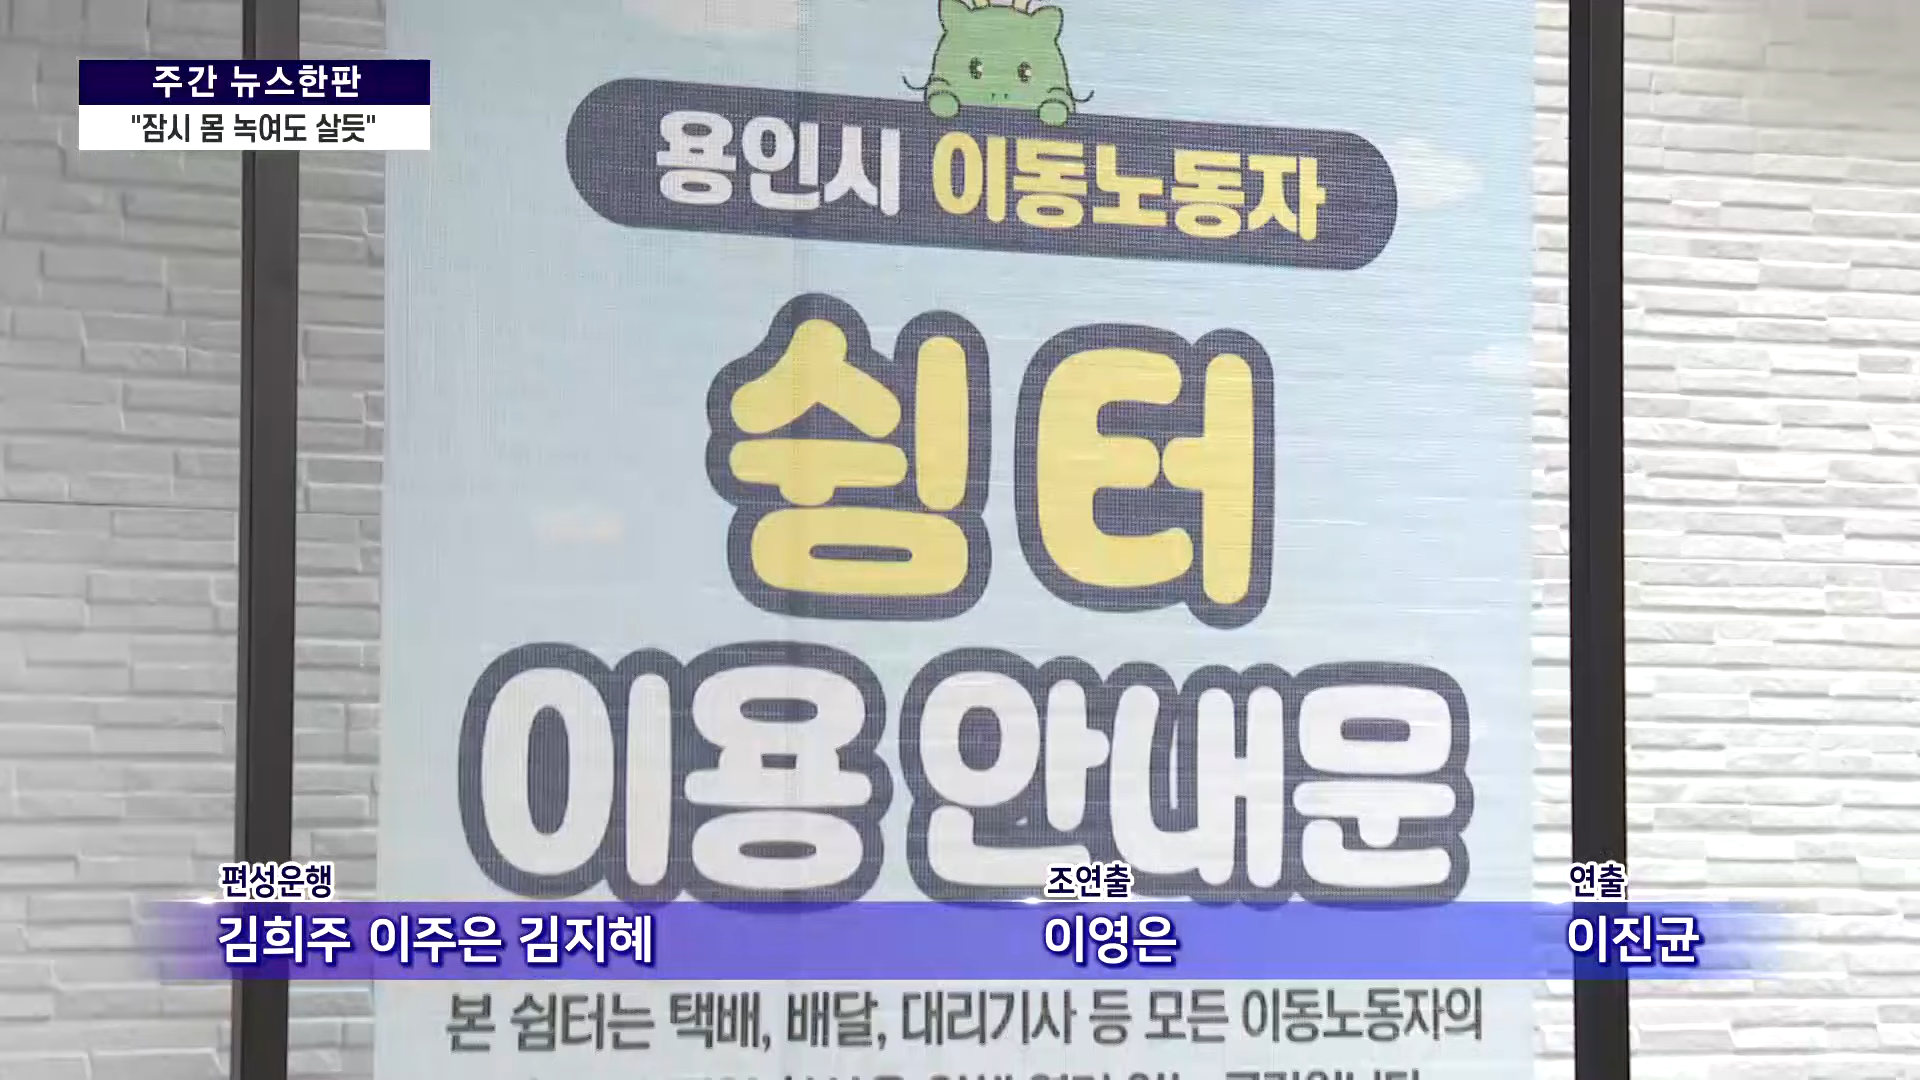 주간 뉴스한판
"잠시 몸 녹여도 살듯"
용인시 이동노동자
쉼터
이용 안내문
편성운행 조연출 연출
김희주 이주은 김지혜 이영은 이진균
본 쉼터는 택배, 배달, 대리기사 등 모든 이동노동자의